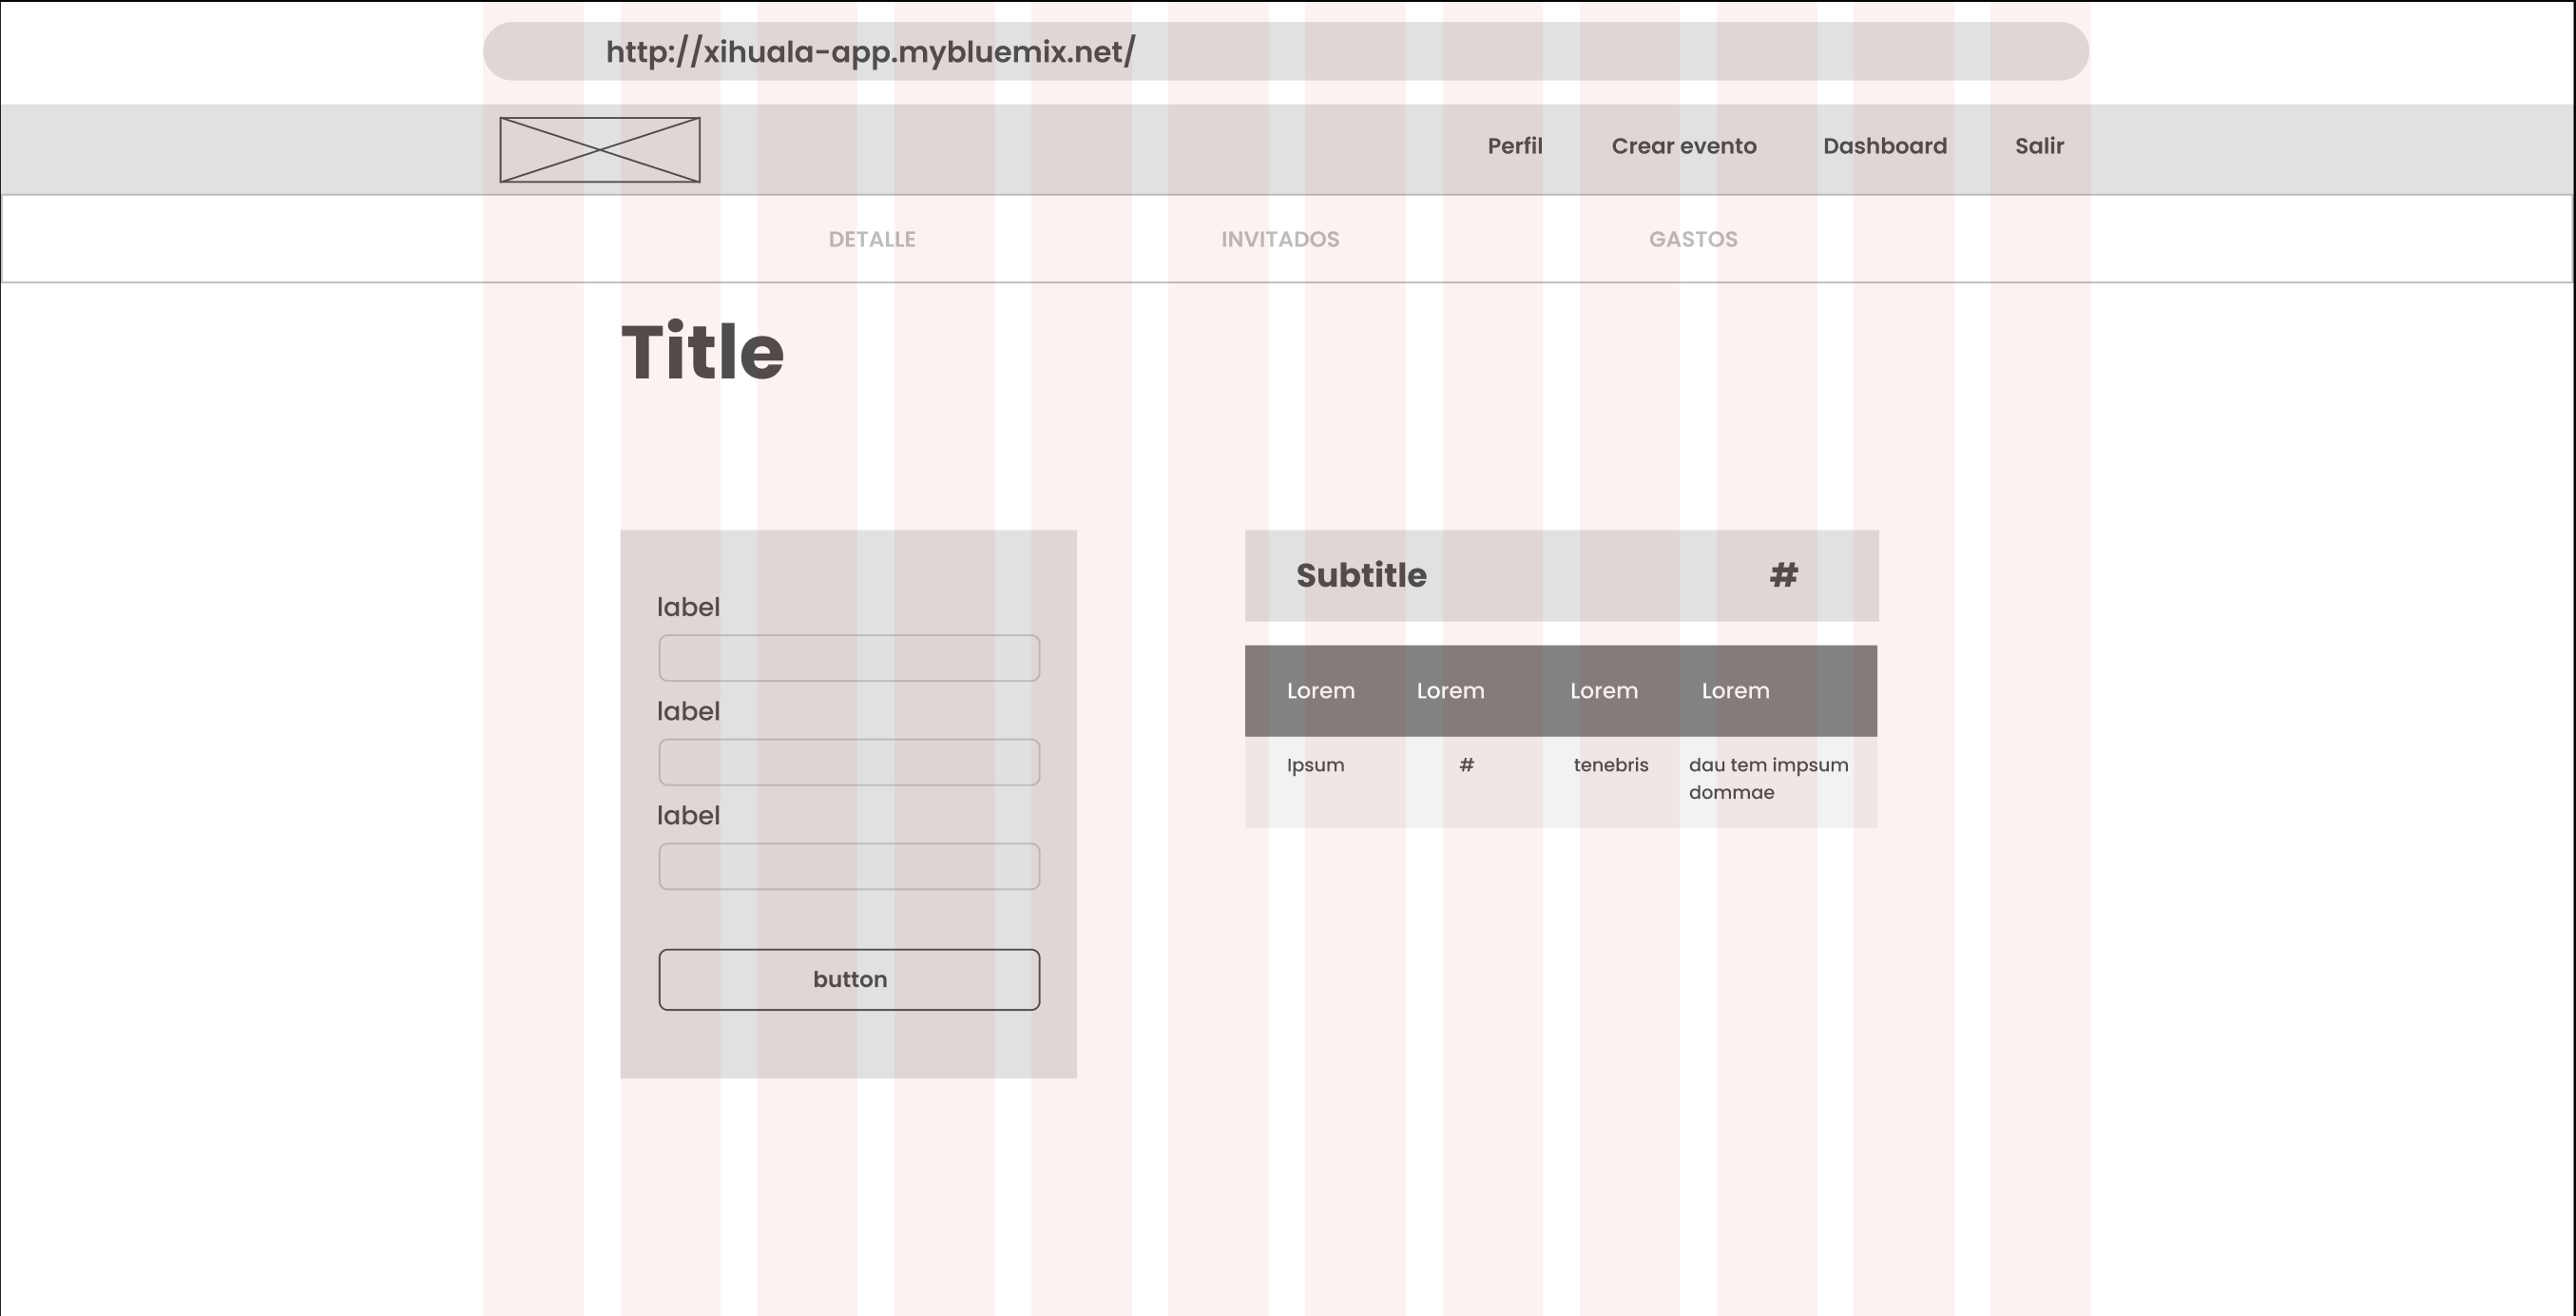 http://xihuala-app.mybluemix.net/
Perfil Crear evento Dashboard Salir
DETALLE INVITADOS GASTOS
Title
label
label
label
button
Subtitle #
Lorem Lorem Lorem Lorem
Ipsum # tenebris dau tem impsum
dommae